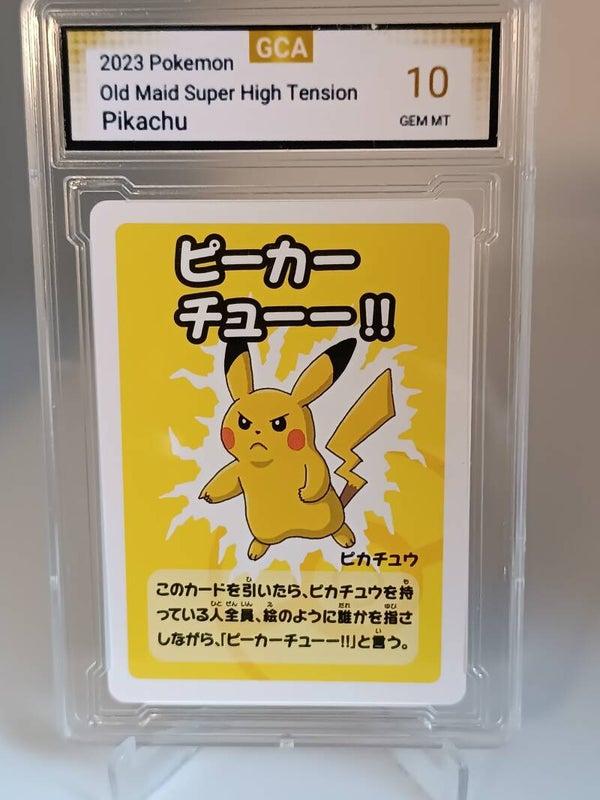 GCA
2023 Pokemon
Old Maid Super High Tension
Pikachu
10
GEM MT
ピーカー
チューーー!!
ピカチュウ
このカードを引いたら、ピカチュウを持
っている人全員、絵のように誰かを指さ
しながら、「ピーカーチューー!!」と言う。